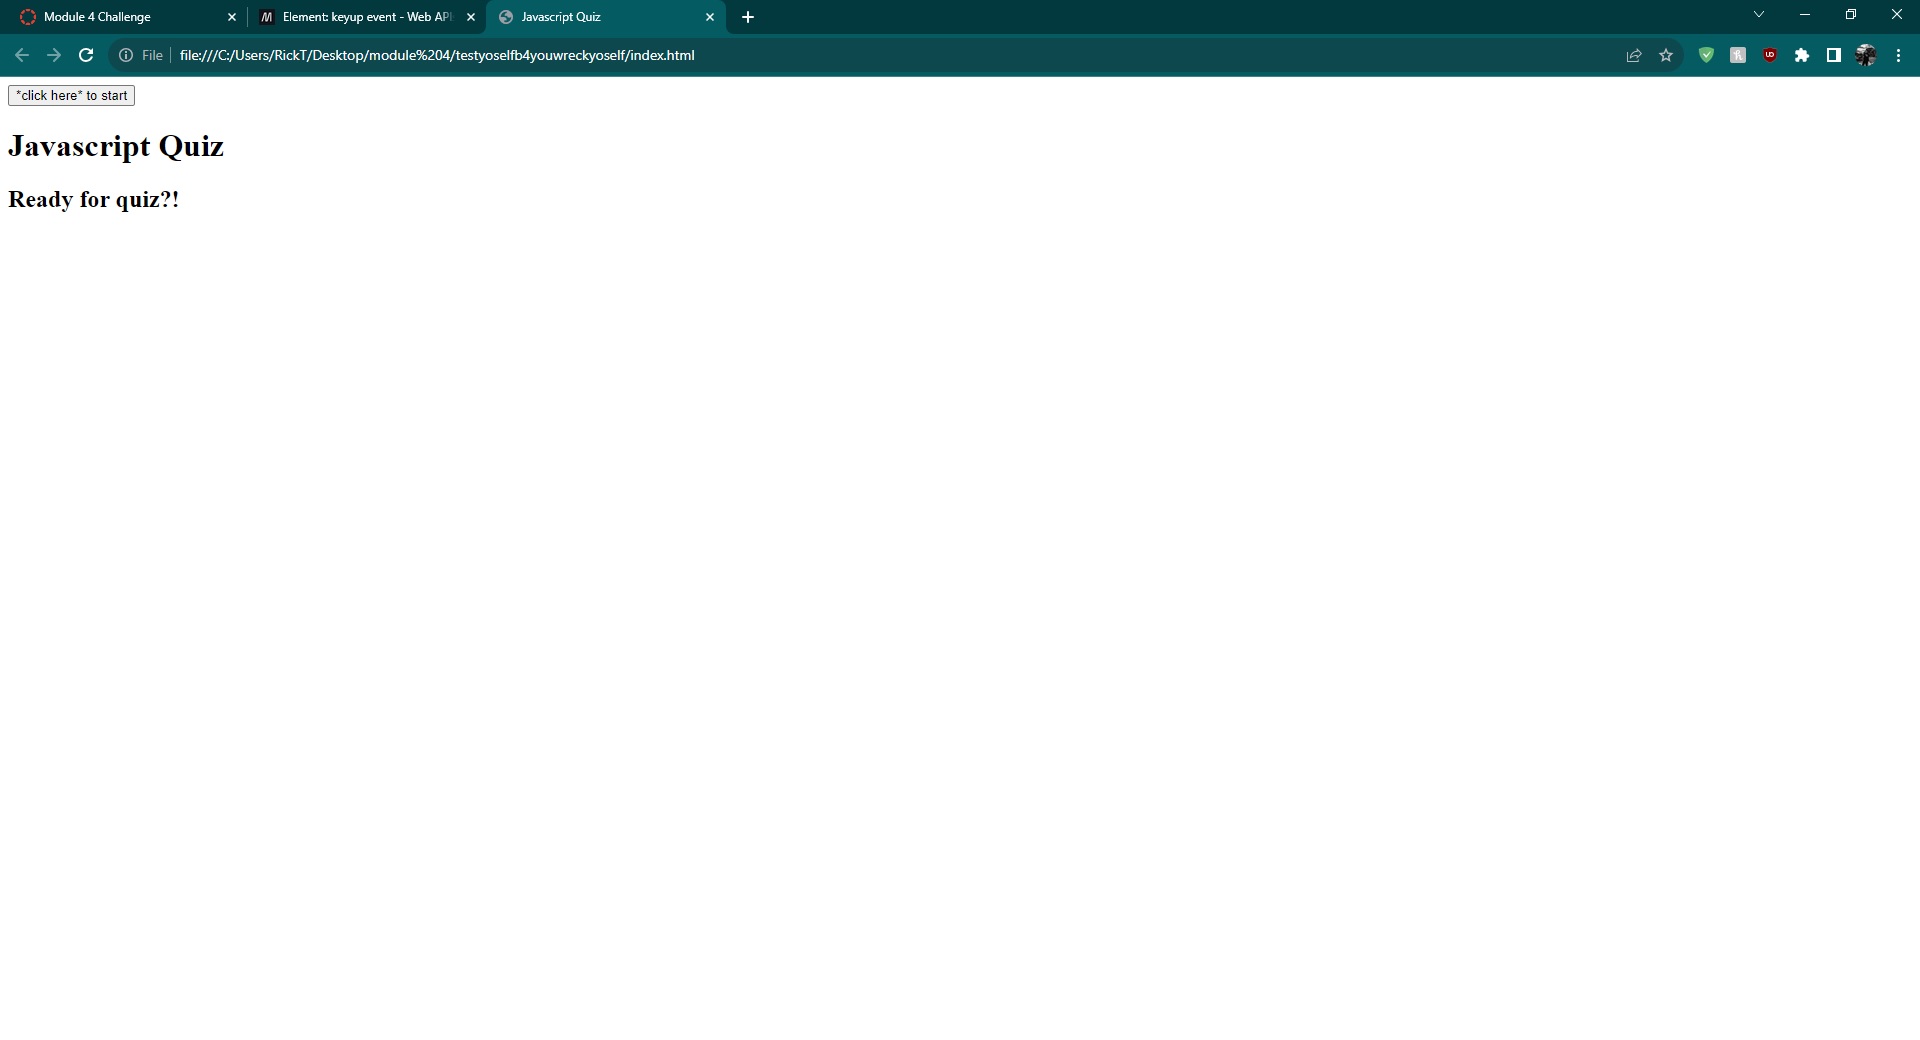 Module 4 Challenge
Element: keyup event - Web API
Javascript Quiz
File
file:///C:/Users/RickT/Desktop/module%204/testyoselfb4youwreckyoself/index.html
*click here* to start
Javascript Quiz
Ready for quiz?!